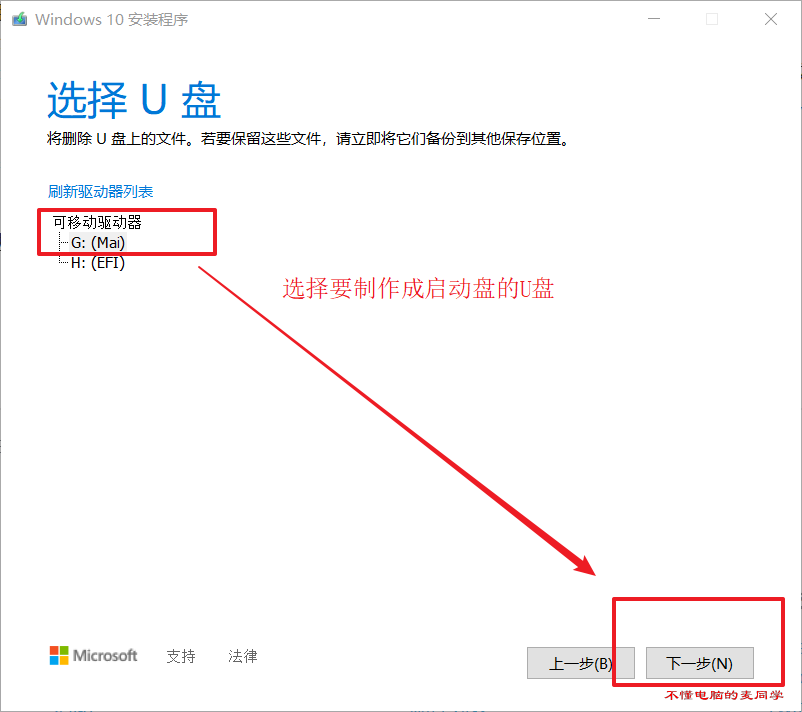 Windows 10 安装程序
选择 U 盘
将删除 U 盘上的文件。若要保留这些文件，请立即将它们备份到其他保存位置。
刷新驱动器列表
可移动驱动器
G: (Mai)
H: (EFI)
选择要制作成启动盘的U盘
Microsoft 支持 法律 上一步(B) 下一步(N)
不懂电脑的麦同学